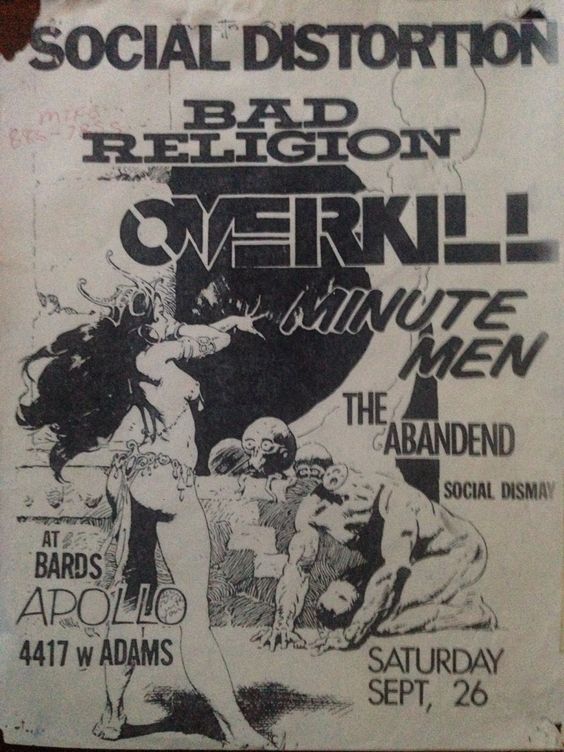 SOCIAL DISTORTION
BAD
RELIGION
OVERKILL
MINUTE
MEN
THE
ABANDEND
SOCIAL DISMAY
AT
BARDS
APOLLO
4417 W ADAMS
SATURDAY
SEPT, 26